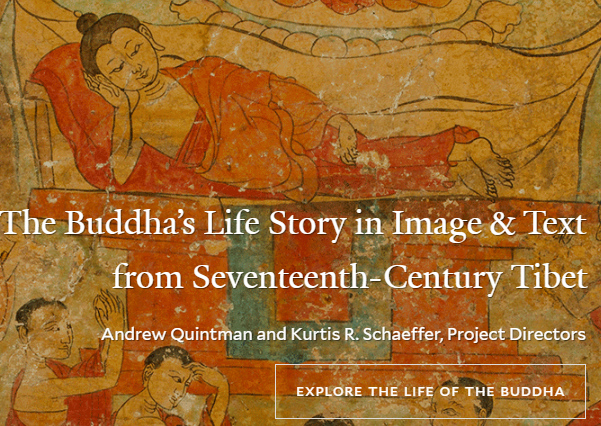 The Buddha's Life Story in Image & Text
from Seventeenth-Century Tibet
Andrew Quintman and Kurtis R. Schaeffer, Project Directors
EXPLORE THE LIFE OF THE BUDDHA